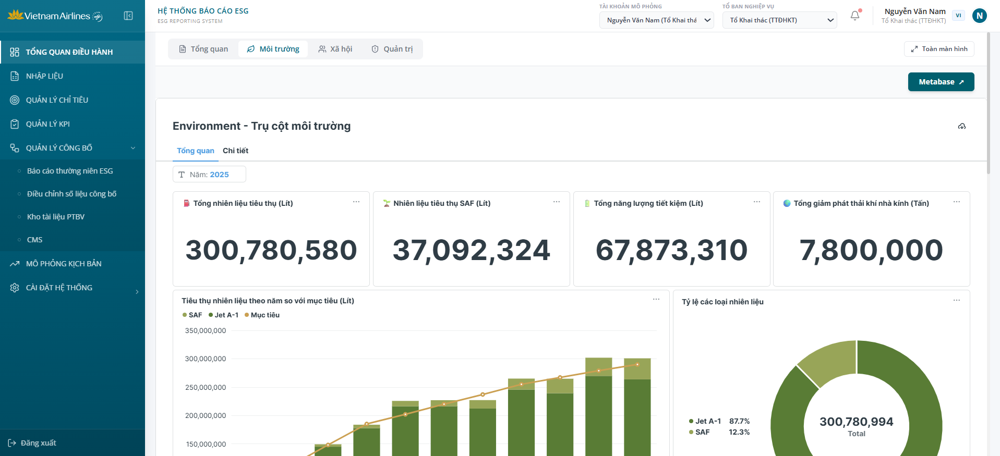 VietnamAirlines
TỔNG QUAN ĐIỀU HÀNH
NHẬP LIỆU
QUẢN LÝ CHỈ TIÊU
QUẢN LÝ KPI
QUẢN LÝ CÔNG BỐ
Báo cáo thường niên ESG
Điều chỉnh số liệu công bố
Kho tài liệu PTBV
CMS
MÔ PHỎNG KỊCH BẢN
CÀI ĐẶT HỆ THỐNG
Đăng xuất
HỆ THỐNG BÁO CÁO ESG
ESG REPORTING SYSTEM
TÀI KHOẢN MÔ PHỎNG
Nguyễn Văn Nam (Tổ Khai thá
TỔ BAN NGHIỆP VỤ
Tổ Khai thác (TTĐHKT)
Nguyễn Văn Nam
Tổ Khai thác (TTĐHKT)
VI
N
Tổng quan
Môi trường
Xã hội
Quản trị
Toàn màn hình
Metabase ↗
Environment - Trụ cột môi trường
Tổng quan
Chi tiết
Năm: 2025
Tổng nhiên liệu tiêu thụ (Lít)
300,780,580
Nhiên liệu tiêu thụ SAF (Lít)
37,092,324
Tổng năng lượng tiết kiệm (Lít)
67,873,310
Tổng giảm phát thải khí nhà kính (Tấn)
7,800,000
Tiêu thụ nhiên liệu theo năm so với mục tiêu (Lít)
SAF Jet A-1 Mục tiêu
350,000,000
300,000,000
250,000,000
200,000,000
150,000,000
Tỷ lệ các loại nhiên liệu
Jet A-1 87.7%
SAF 12.3%
300,780,994
Total